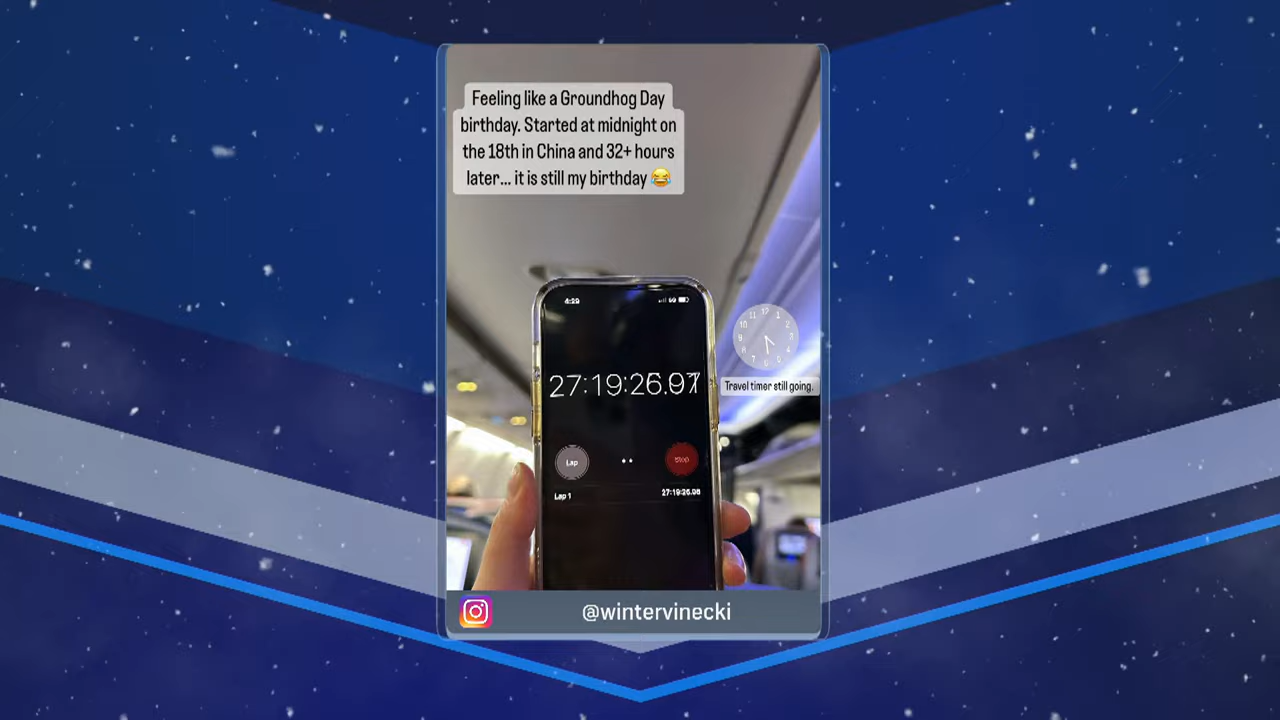 Feeling like a Groundhog Day
birthday. Started at midnight on
the 18th in China and 32+ hours
later... it is still my birthday 😂
4:29
27:19:26.97
Travel timer still going.
Lap
Stop
Lap 1
27:19:26.98
@wintervinecki